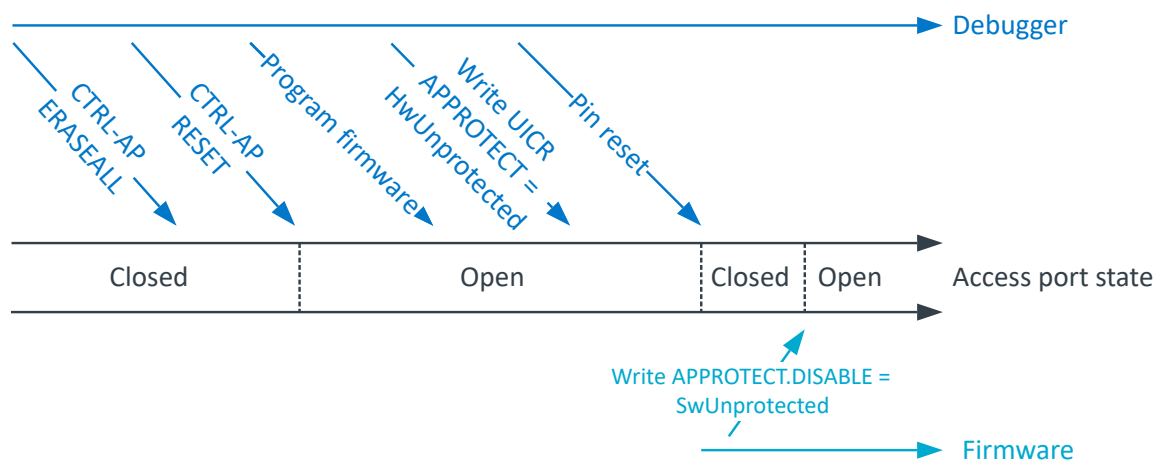 Debugger
CTRL-AP
ERASEALL
CTRL-AP
RESET
Program firmware
Write UICR
APPROTECT =
HwUnprotected
Pin reset
Closed
Open
Closed
Open
Access port state
Write APPROTECT.DISABLE =
SwUnprotected
Firmware